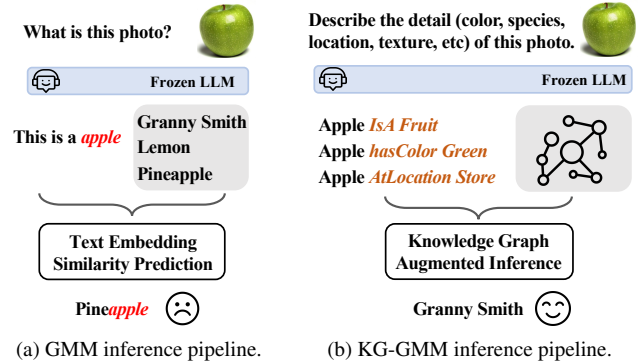 What is this photo?
Frozen LLM
This is a apple
Granny Smith
Lemon
Pineapple
Text Embedding
Similarity Prediction
Pineapple
(a) GMM inference pipeline.
Describe the detail (color, species,
location, texture, etc) of this photo.
Frozen LLM
Apple IsA Fruit
Apple hasColor Green
Apple AtLocation Store
Knowledge Graph
Augmented Inference
Granny Smith
(b) KG-GMM inference pipeline.